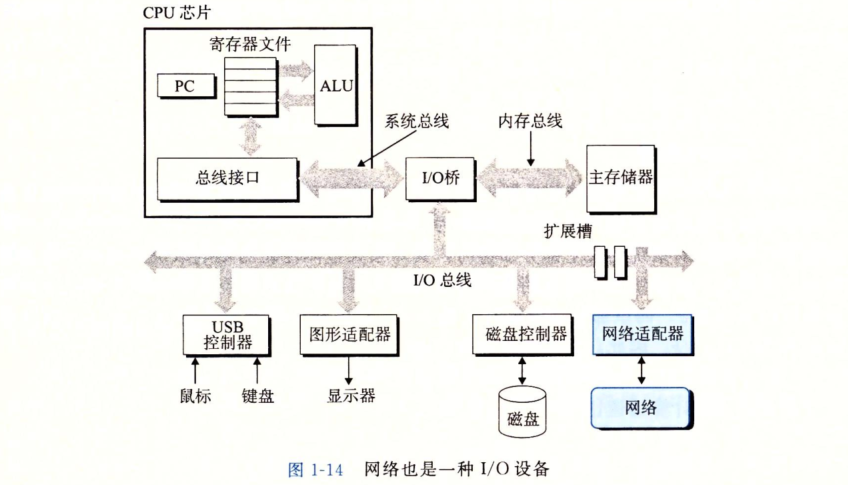 CPU 芯片
寄存器文件
PC
ALU
系统总线
内存总线
总线接口
I/O桥
主存储器
扩展槽
I/O 总线
USB
控制器
图形适配器
磁盘控制器
网络适配器
鼠标
键盘
显示器
磁盘
网络
图 1-14 网络也是一种 I/O 设备